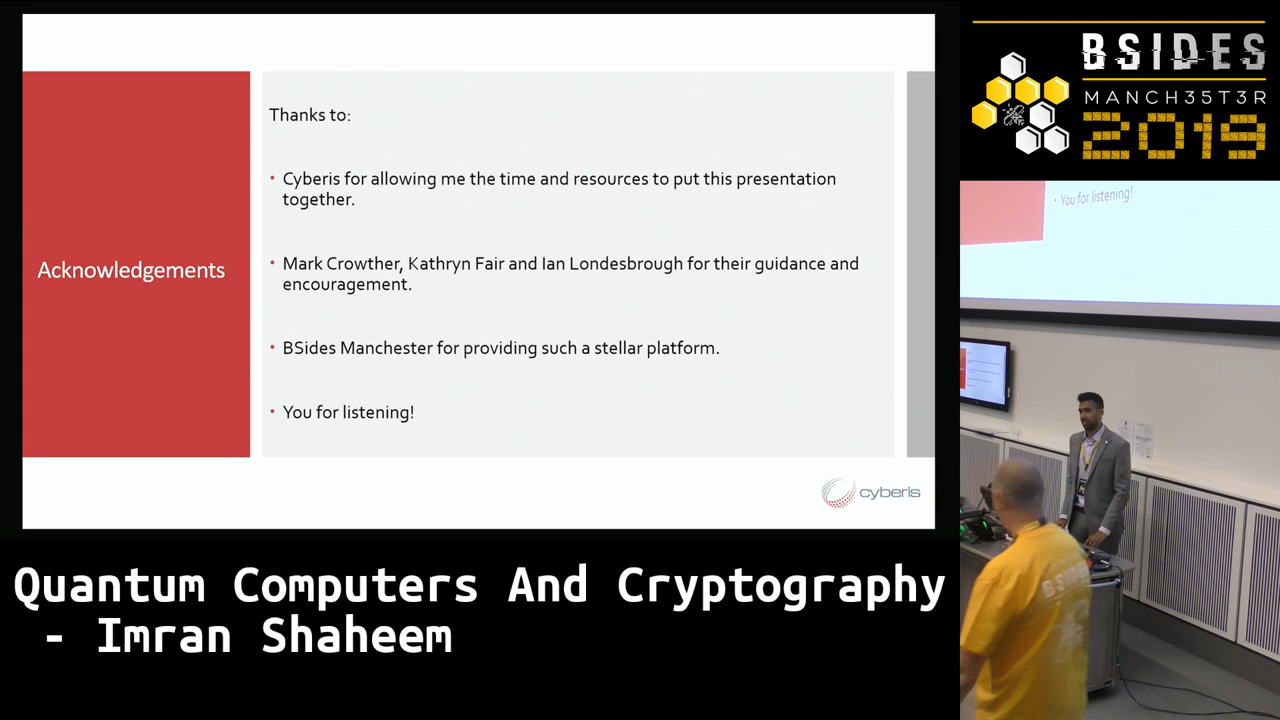 Acknowledgements
Thanks to:
• Cyberis for allowing me the time and resources to put this presentation
together.
• Mark Crowther, Kathryn Fair and Ian Londesbrough for their guidance and
encouragement.
• BSides Manchester for providing such a stellar platform.
• You for listening!
cyberis
BSIDES
MANCH35T3R
2019
• You for listening!
Quantum Computers And Cryptography
- Imran Shaheem